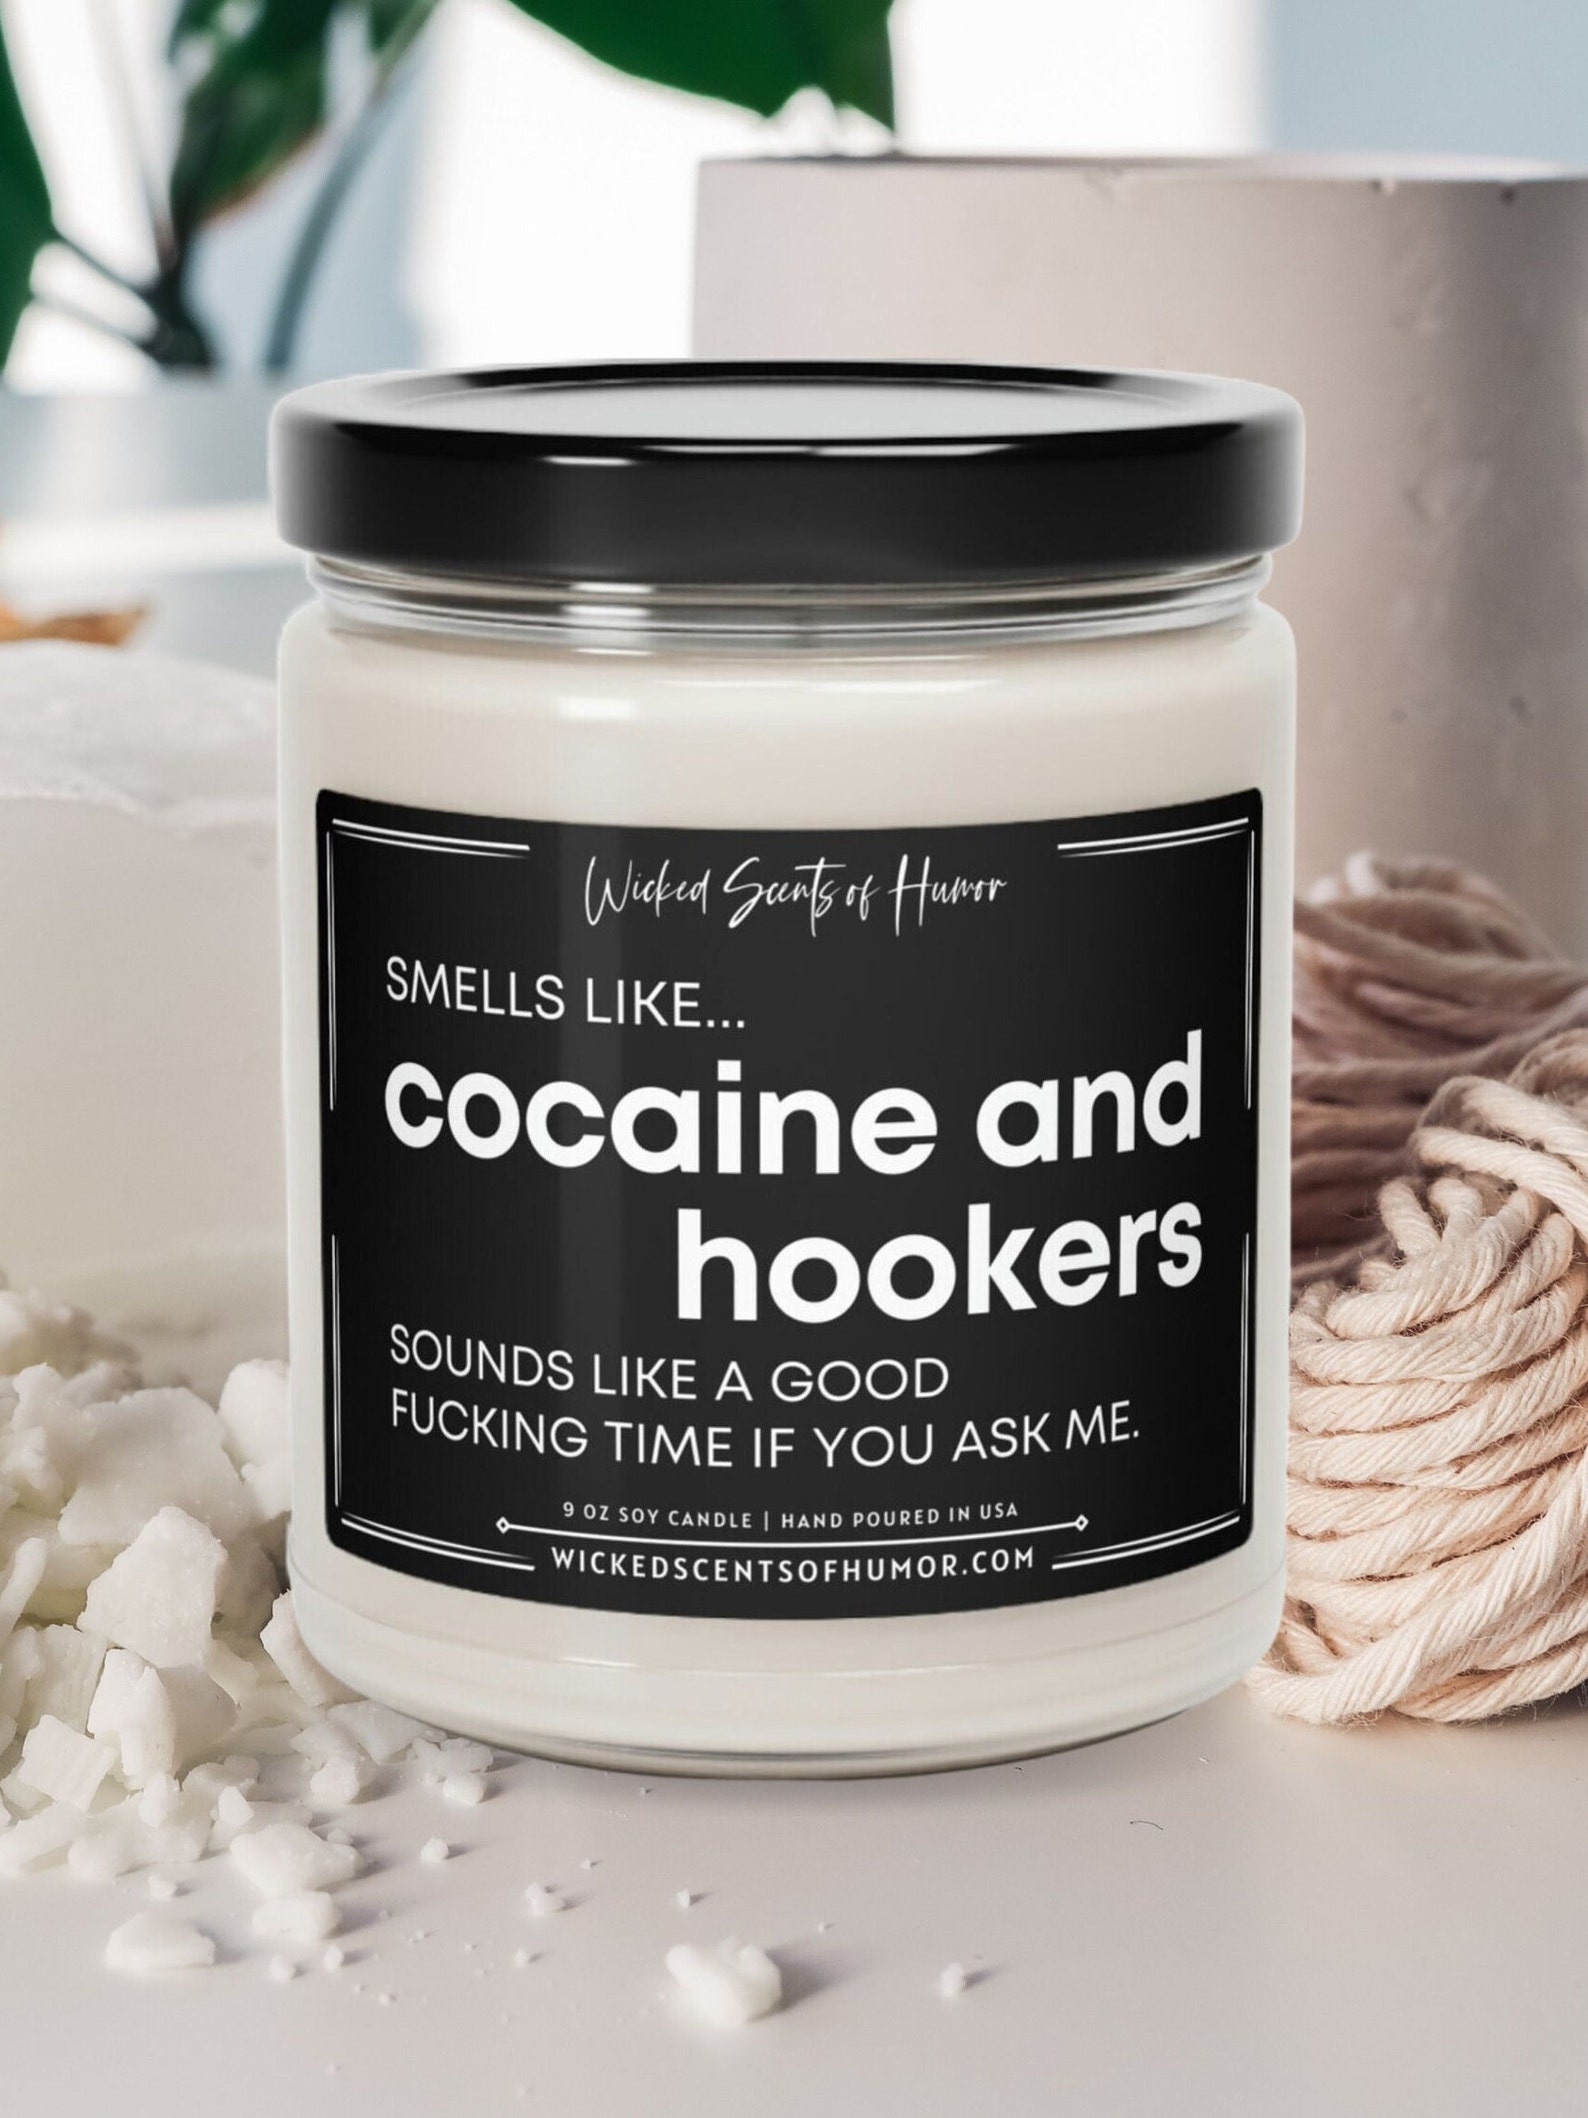 Wicked Scents of Humor
SMELLS LIKE...
cocaine and
hookers
SOUNDS LIKE A GOOD
FUCKING TIME IF YOU ASK ME.
9 OZ SOY CANDLE | HAND POURED IN USA
WICKEDSCENTSOFHUMOR.COM